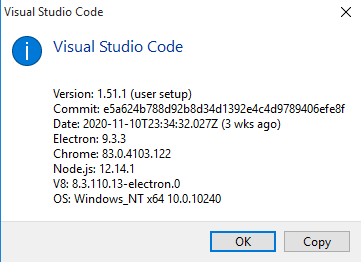 Visual Studio Code
Visual Studio Code
Version: 1.51.1 (user setup)
Commit: e5a624b788d92b8d34d1392e4c4d9789406efe8f
Date: 2020-11-10T23:34:32.027Z (3 wks ago)
Electron: 9.3.3
Chrome: 83.0.4103.122
Node.js: 12.14.1
V8: 8.3.110.13-electron.0
OS: Windows_NT x64 10.0.10240
OK Copy